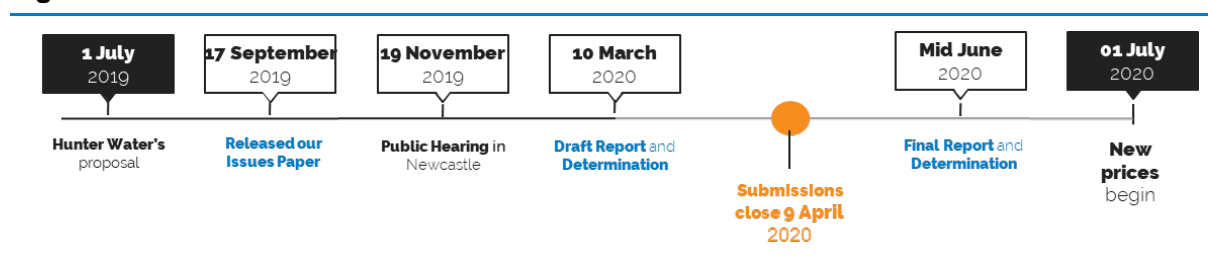 1 July
2019
Hunter Water's
proposal
17 September
2019
Released our
Issues Paper
19 November
2019
Public Hearing in
Newcastle
10 March
2020
Draft Report and
Determination
Submissions
close 9 April
2020
Mid June
2020
Final Report and
Determination
01 July
2020
New
prices
begin